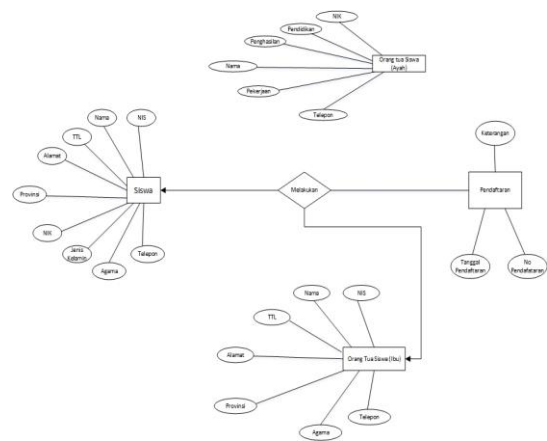 NIK
Pendidikan
Penghasilan
Orang tua Siswa
(Ayah)
Nama
Pekerjaan
Telepon
Nama
NIS
TTL
Alamat
Provinsi
Siswa
NIK
Jenis
Kelamin
Agama
Telepon
Melakukan
Keterangan
Pendaftaran
Tanggal
Pendaftaran
No
Pendafataran
Nama
NIS
TTL
Alamat
Orang Tua Siswa (Ibu)
Provinsi
Agama
Telepon